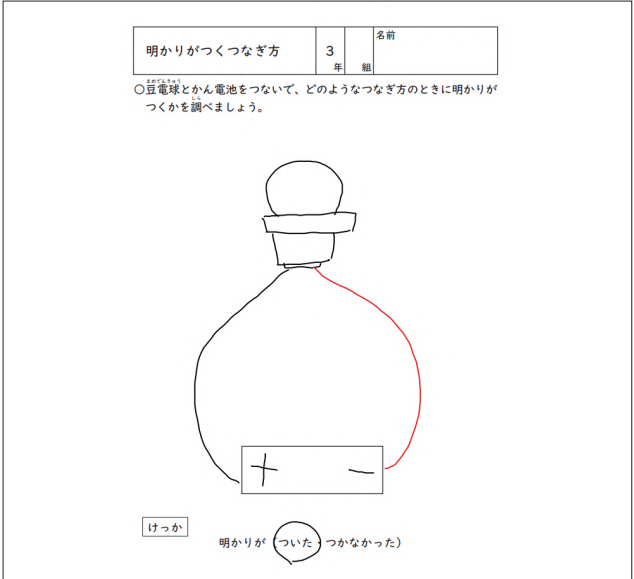 明かりがつくつなぎ方
3
年
組
名前
○豆電球とかん電池をつないで、どのようなつなぎ方のときに明かりが
つくかを調べましょう。
まめでんきゅう
しら
+ −
けっか
明かりが（ついた・つかなかった）